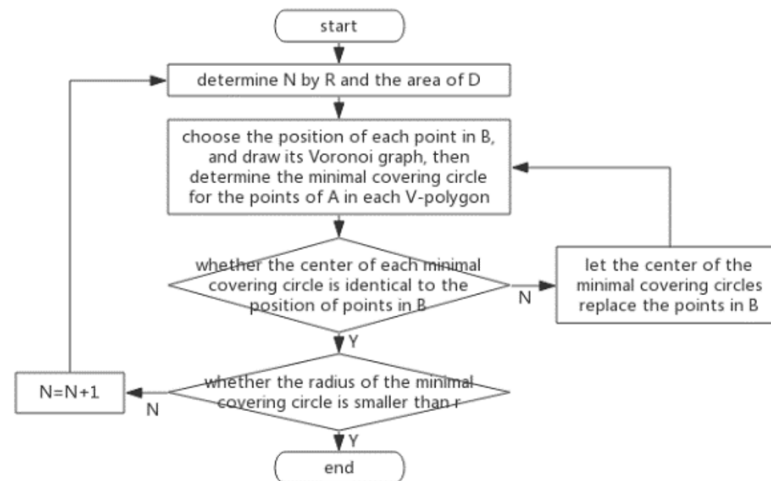 start
determine N by R and the area of D
choose the position of each point in B,
and draw its Voronoi graph, then
determine the minimal covering circle
for the points of A in each V-polygon
whether the center of each minimal
covering circle is identical to the
position of points in B
N
let the center of the
minimal covering circles
replace the points in B
Y
whether the radius of the minimal
covering circle is smaller than r
N
N=N+1
Y
end